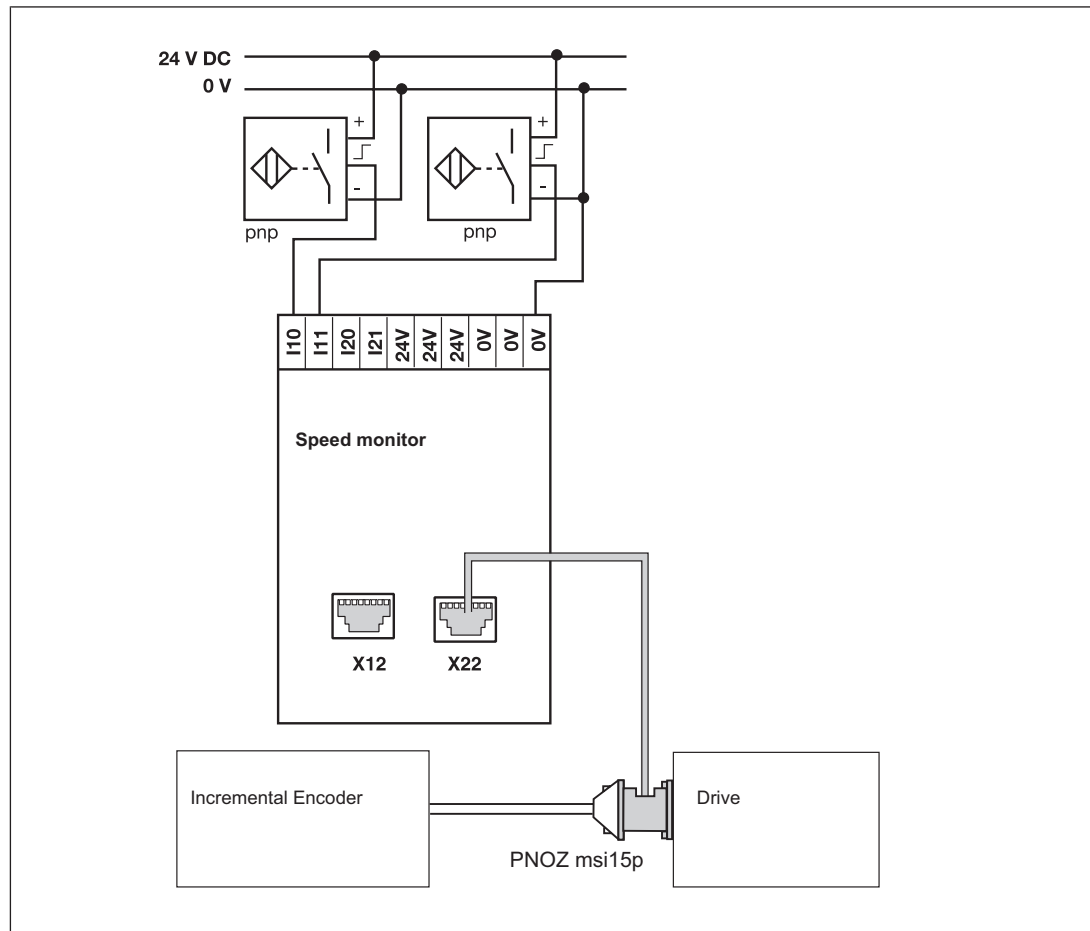 24 V DC
0 V
+
-
pnp
+
-
pnp
I10 I11 I20 I21 24V 24V 24V 0V 0V 0V
Speed monitor
X12 X22
Incremental Encoder
Drive
PNOZ msi15p